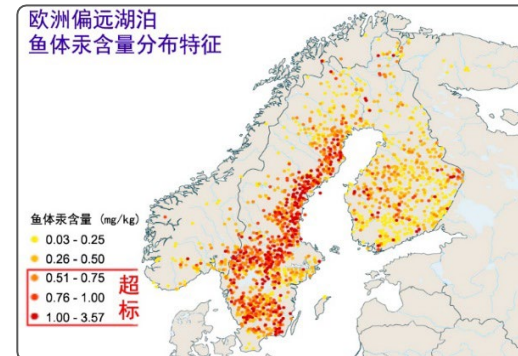 欧洲偏远湖泊
鱼体汞含量分布特征
鱼体汞含量 (mg/kg)
0.03 - 0.25
0.26 - 0.50
0.51 - 0.75
0.76 - 1.00
1.00 - 3.57
超标